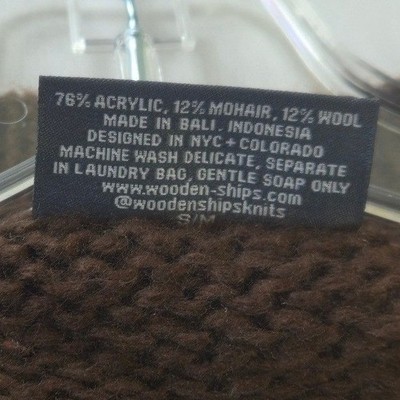 76% ACRYLIC, 12% MOHAIR, 12% WOOL
MADE IN BALI, INDONESIA
DESIGNED IN NYC + COLORADO
MACHINE WASH DELICATE, SEPARATE
IN LAUNDRY BAG, GENTLE SOAP ONLY
www.wooden-ships.com
@woodenshipsknits
S/M